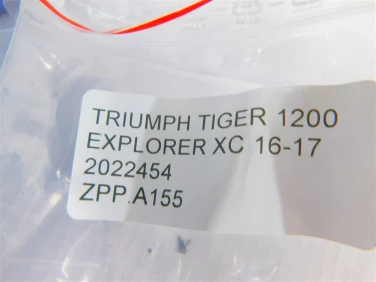 TRIUMPH TIGER 1200
EXPLORER XC 16-17
2022454
ZPP.A155